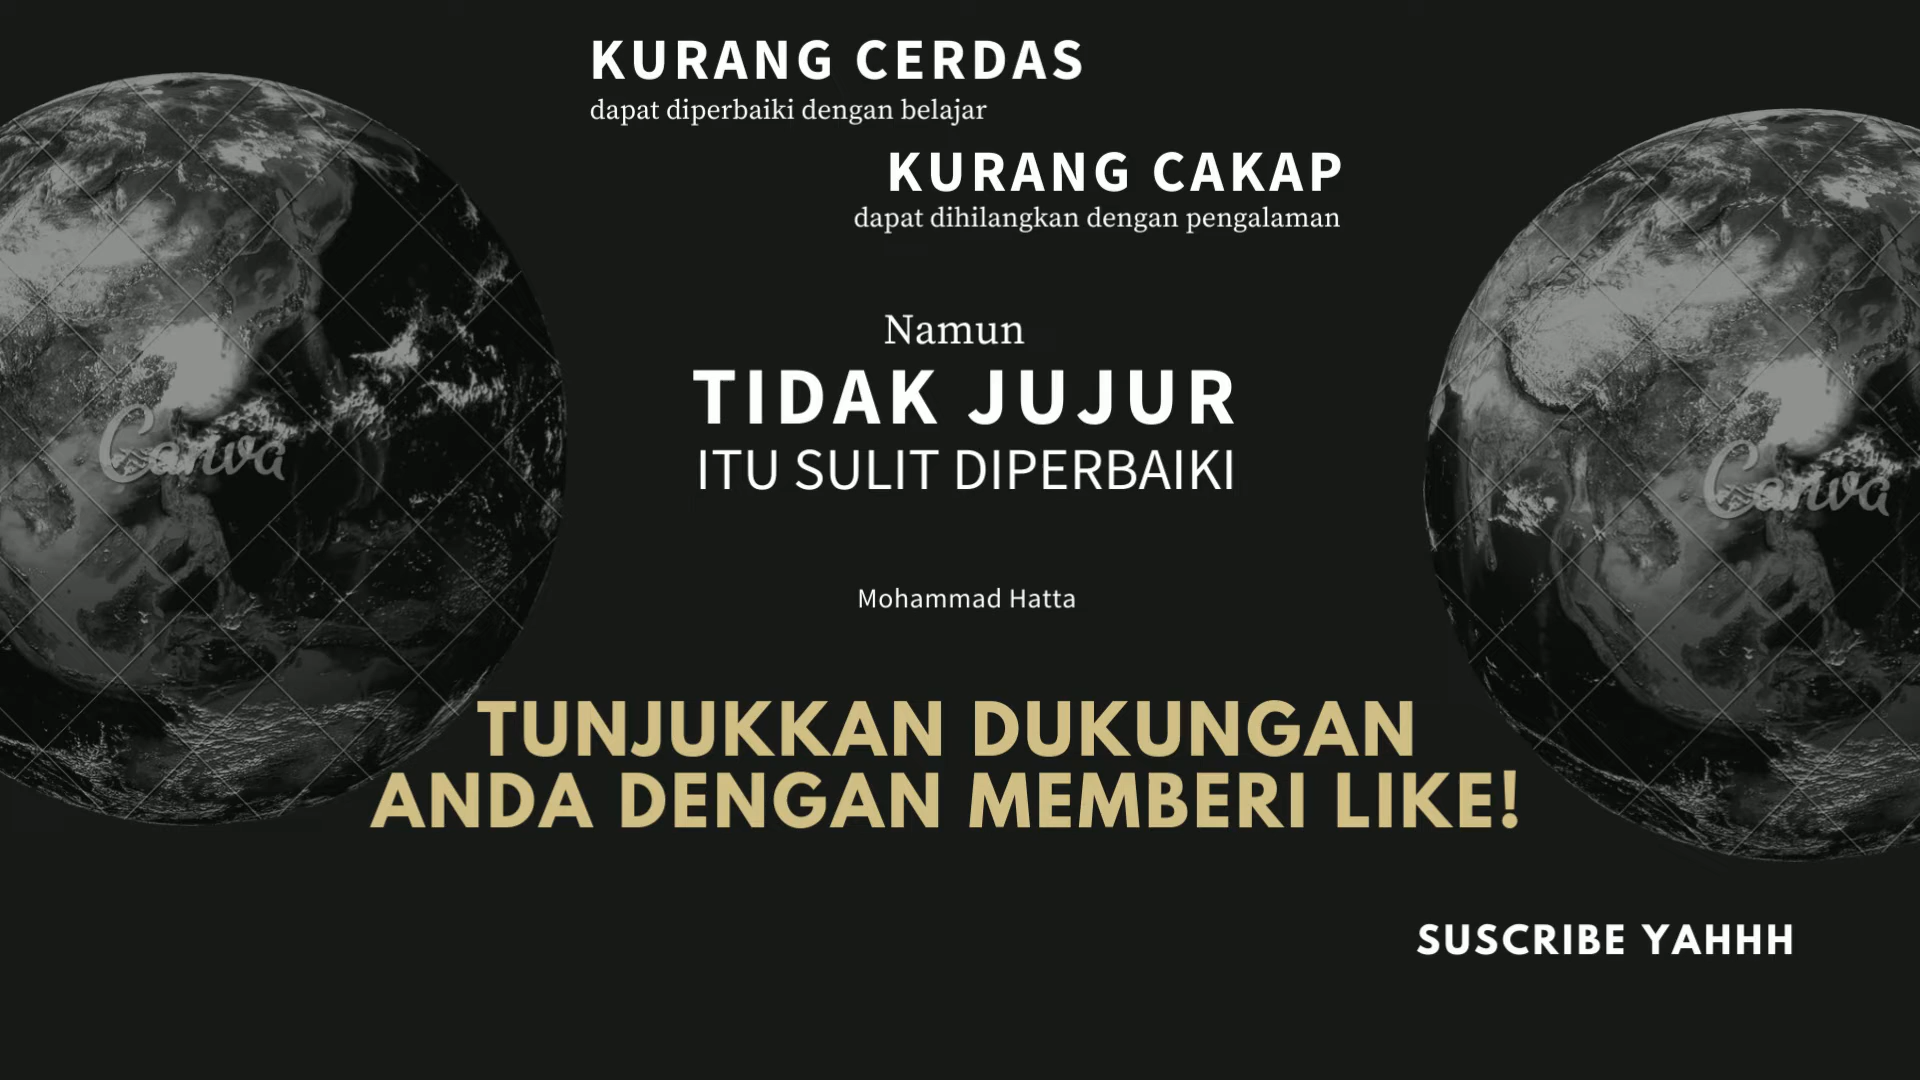 KURANG CERDAS
dapat diperbaiki dengan belajar
KURANG CAKAP
dapat dihilangkan dengan pengalaman
Namun
TIDAK JUJUR
ITU SULIT DIPERBAIKI
Canva
Canva
Mohammad Hatta
TUNJUKKAN DUKUNGAN
ANDA DENGAN MEMBERI LIKE!
SUSCRIBE YAHHH